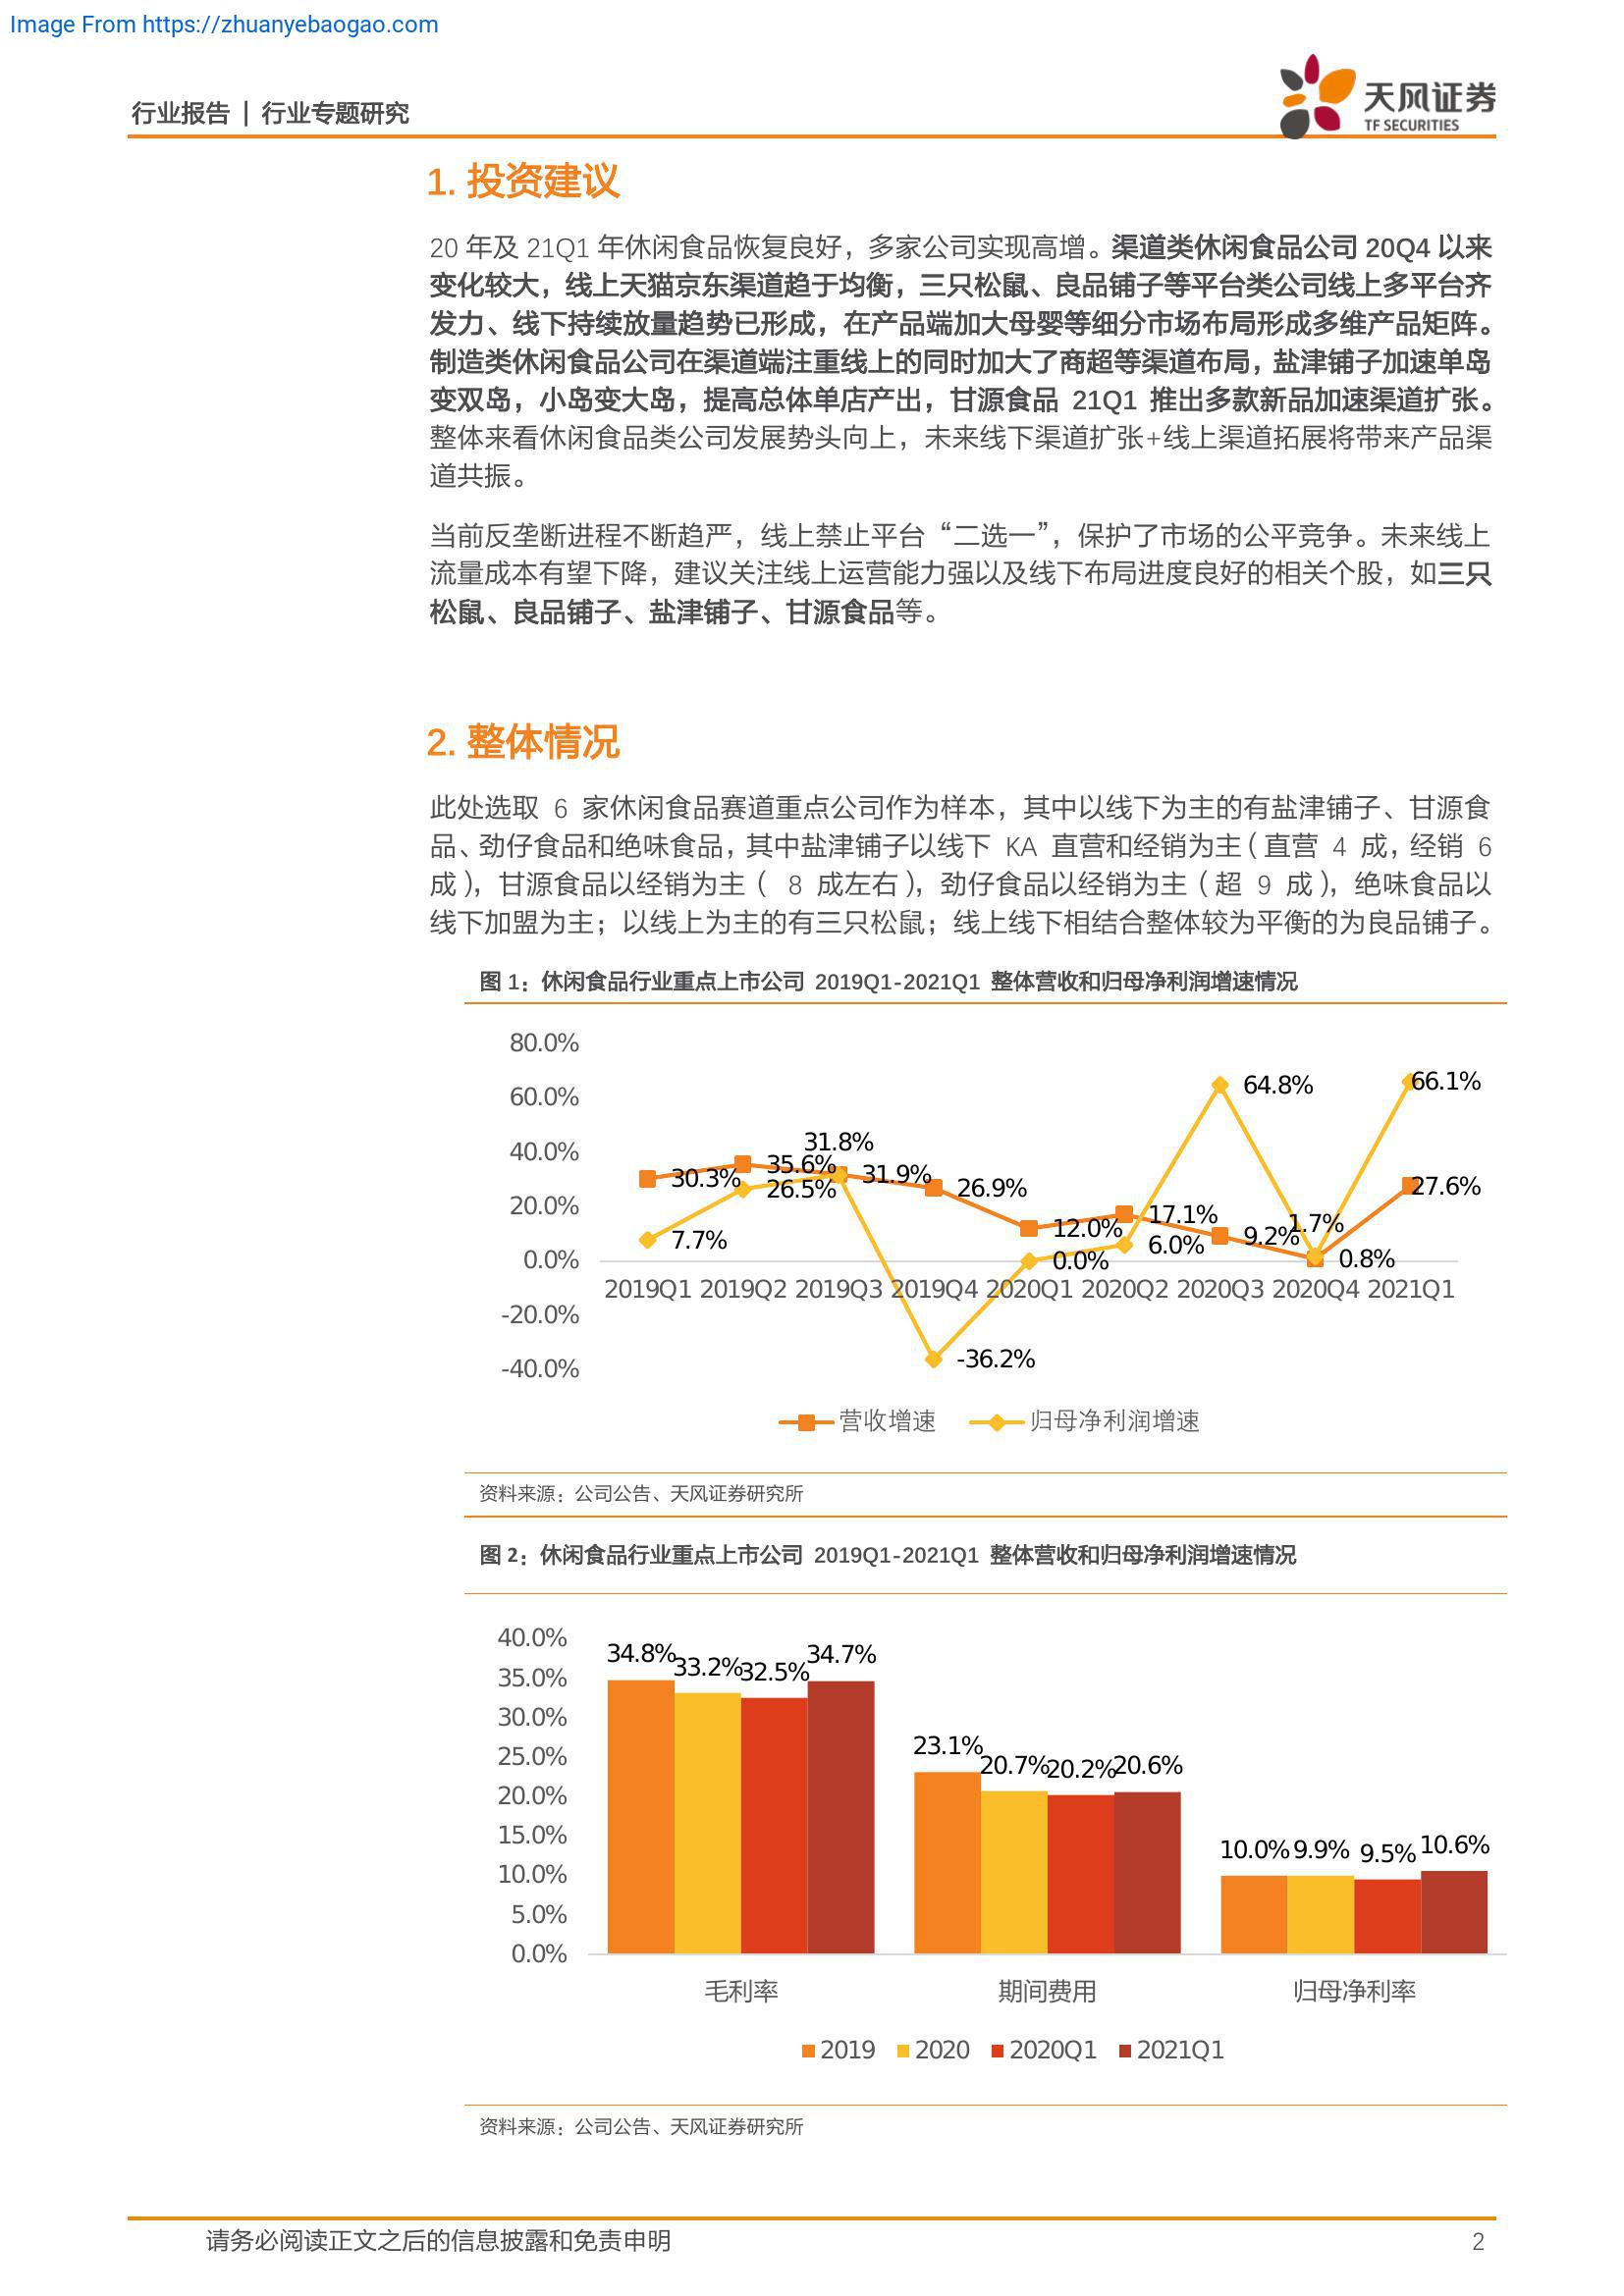 Image From https://zhuanyebaogao.com
行业报告 | 行业专题研究
天风证券
TF SECURITIES
1. 投资建议
20 年及 21Q1 年休闲食品恢复良好，多家公司实现高增。渠道类休闲食品公司 20Q4 以来
变化较大，线上天猫京东渠道趋于均衡，三只松鼠、良品铺子等平台类公司线上多平台齐
发力、线下持续放量趋势已形成，在产品端加大母婴等细分市场布局形成多维产品矩阵。
制造类休闲食品公司在渠道端注重线上的同时加大了商超等渠道布局，盐津铺子加速单岛
变双岛，小岛变大岛，提高总体单店产出，甘源食品 21Q1 推出多款新品加速渠道扩张。
整体来看休闲食品类公司发展势头向上，未来线下渠道扩张+线上渠道拓展将带来产品渠
道共振。
当前反垄断进程不断趋严，线上禁止平台“二选一”，保护了市场的公平竞争。未来线上
流量成本有望下降，建议关注线上运营能力强以及线下布局进度良好的相关个股，如三只
松鼠、良品铺子、盐津铺子、甘源食品等。
2. 整体情况
此处选取 6 家休闲食品赛道重点公司作为样本，其中以线下为主的有盐津铺子、甘源食
品、劲仔食品和绝味食品，其中盐津铺子以线下 KA 直营和经销为主（直营 4 成，经销 6
成），甘源食品以经销为主（ 8 成左右），劲仔食品以经销为主（超 9 成），绝味食品以
线下加盟为主；以线上为主的有三只松鼠；线上线下相结合整体较为平衡的为良品铺子。
图 1：休闲食品行业重点上市公司 2019Q1-2021Q1 整体营收和归母净利润增速情况
80.0%
60.0%
40.0%
20.0%
0.0%
-20.0%
-40.0%
30.3%
35.6%
31.8%
31.9%
26.9%
12.0%
17.1%
9.2%
0.8%
27.6%
7.7%
26.5%
-36.2%
0.0%
6.0%
64.8%
1.7%
66.1%
2019Q1 2019Q2 2019Q3 2019Q4 2020Q1 2020Q2 2020Q3 2020Q4 2021Q1
营收增速 归母净利润增速
资料来源：公司公告、天风证券研究所
图 2：休闲食品行业重点上市公司 2019Q1-2021Q1 整体营收和归母净利润增速情况
40.0%
35.0%
30.0%
25.0%
20.0%
15.0%
10.0%
5.0%
0.0%
34.8% 33.2% 32.5% 34.7%
23.1% 20.7% 20.2% 20.6%
10.0% 9.9% 9.5% 10.6%
毛利率 期间费用 归母净利率
2019 2020 2020Q1 2021Q1
资料来源：公司公告、天风证券研究所
请务必阅读正文之后的信息披露和免责申明 2